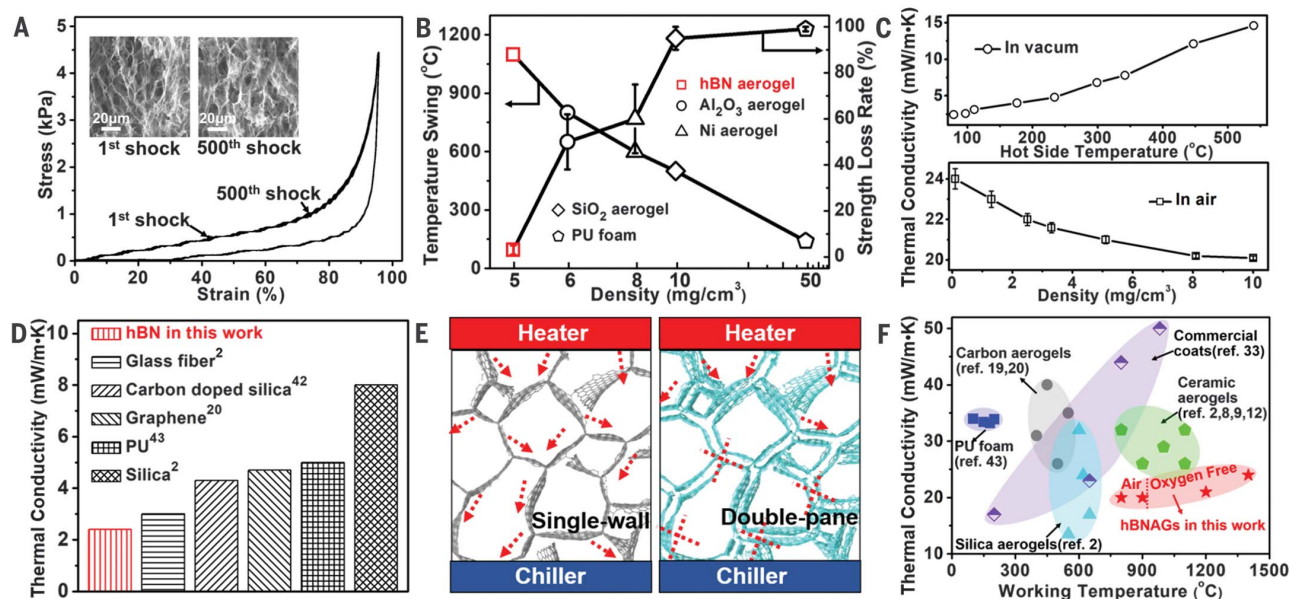 A
Stress (kPa)
5
4
3
2
1
0
20μm
20μm
1st shock
500th shock
500th shock
1st shock
0 20 40 60 80 100
Strain (%)
B
Temperature Swing (°C)
1200
900
600
300
0
hBN aerogel
Al2O3 aerogel
Ni aerogel
SiO2 aerogel
PU foam
100
80
60
40
20
0
Strength Loss Rate (%)
5 6 8 10 50
Density (mg/cm3)
C
Thermal Conductivity (mW/m•K)
15
10
5
In vacum
100 200 300 400 500
Hot Side Temperature (°C)
24
22
20
In air
0 2 4 6 8 10
Density (mg/cm3)
D
Thermal Conductivity (mW/m•K)
10
8
6
4
2
0
hBN in this work
Glass fiber2
Carbon doped silica42
Graphene20
PU43
Silica2
E
Heater
Single-wall
Chiller
Heater
Double-pane
Chiller
F
Thermal Conductivity (mW/m•K)
50
40
30
20
10
Carbon aerogels
(ref. 19,20)
Commercial
coats(ref. 33)
Ceramic
aerogels
(ref. 2,8,9,12)
PU foam
(ref. 43)
Air Oxygen Free
hBNAGs in this work
Silica aerogels(ref. 2)
0 300 600 900 1200 1500
Working Temperature (°C)